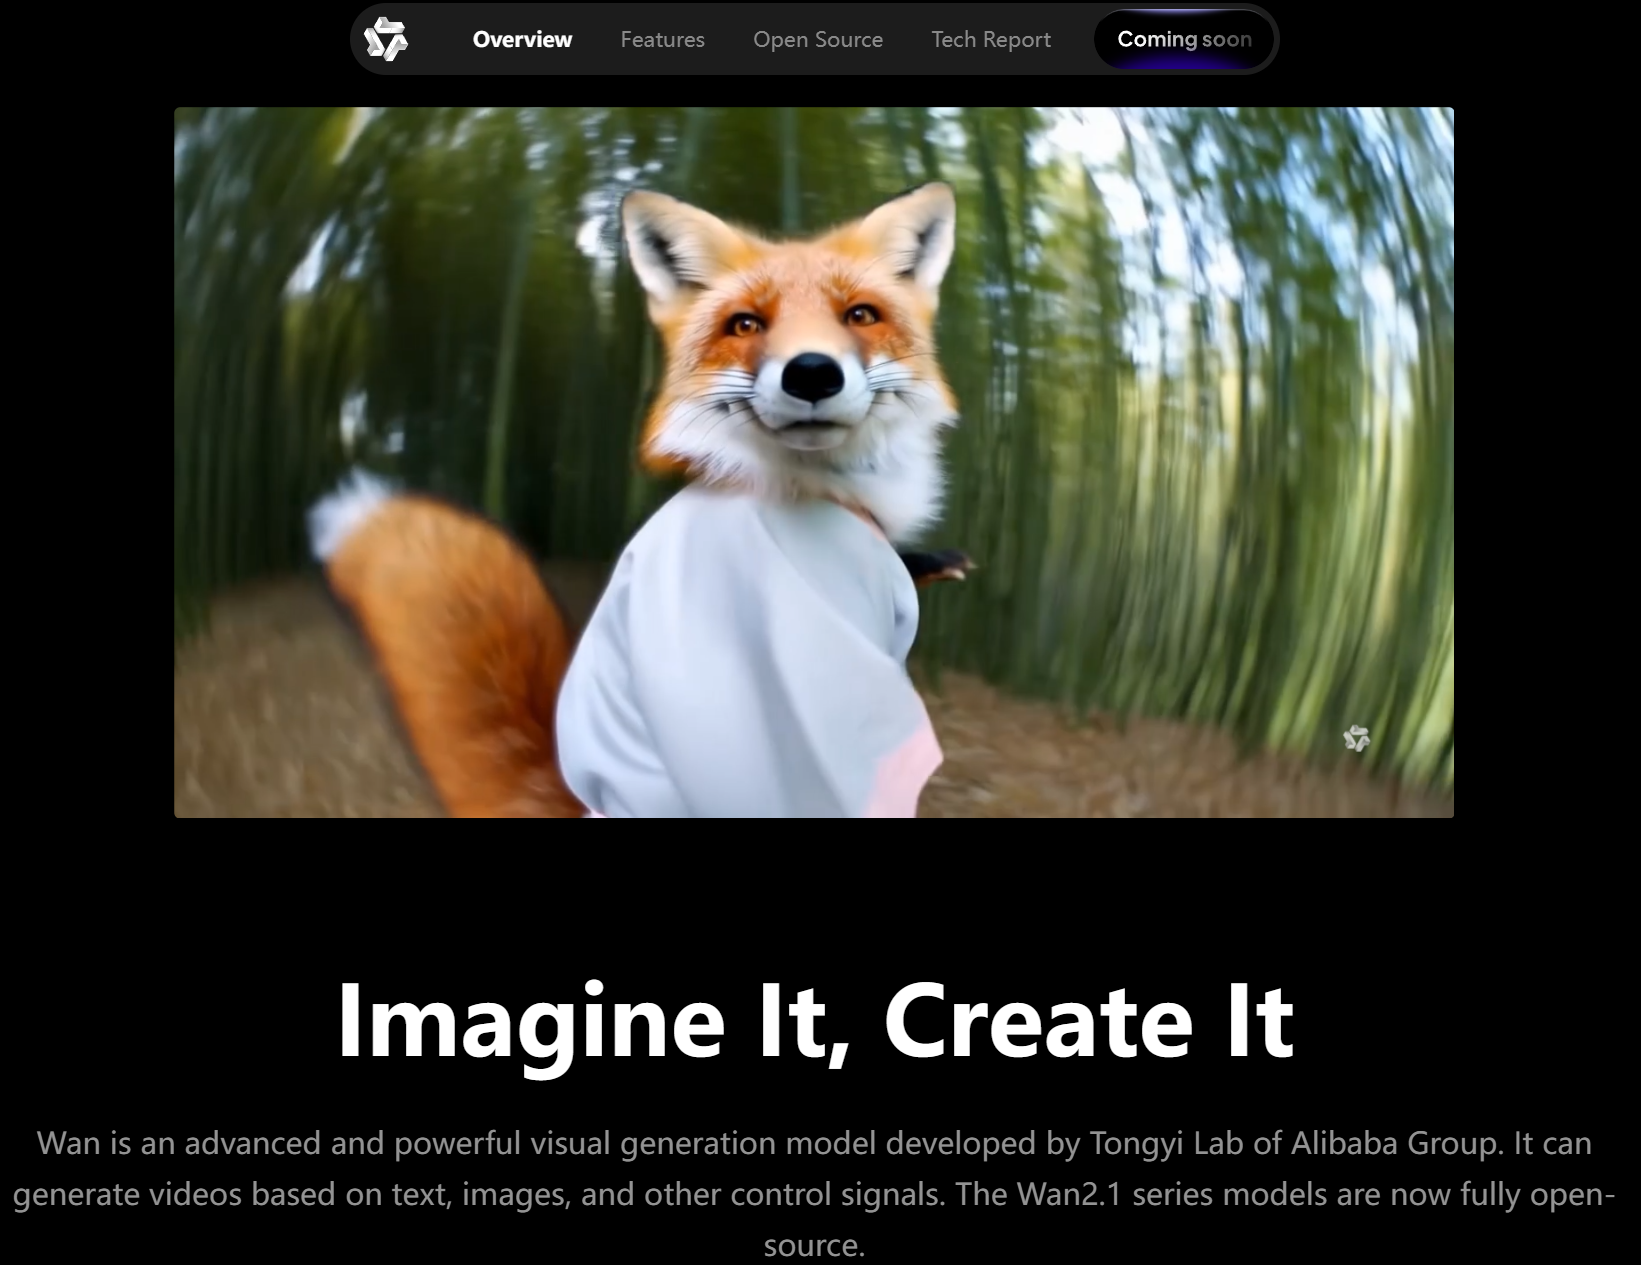 Overview Features Open Source Tech Report Coming soon
Imagine It, Create It
Wan is an advanced and powerful visual generation model developed by Tongyi Lab of Alibaba Group. It can
generate videos based on text, images, and other control signals. The Wan2.1 series models are now fully open-
source.